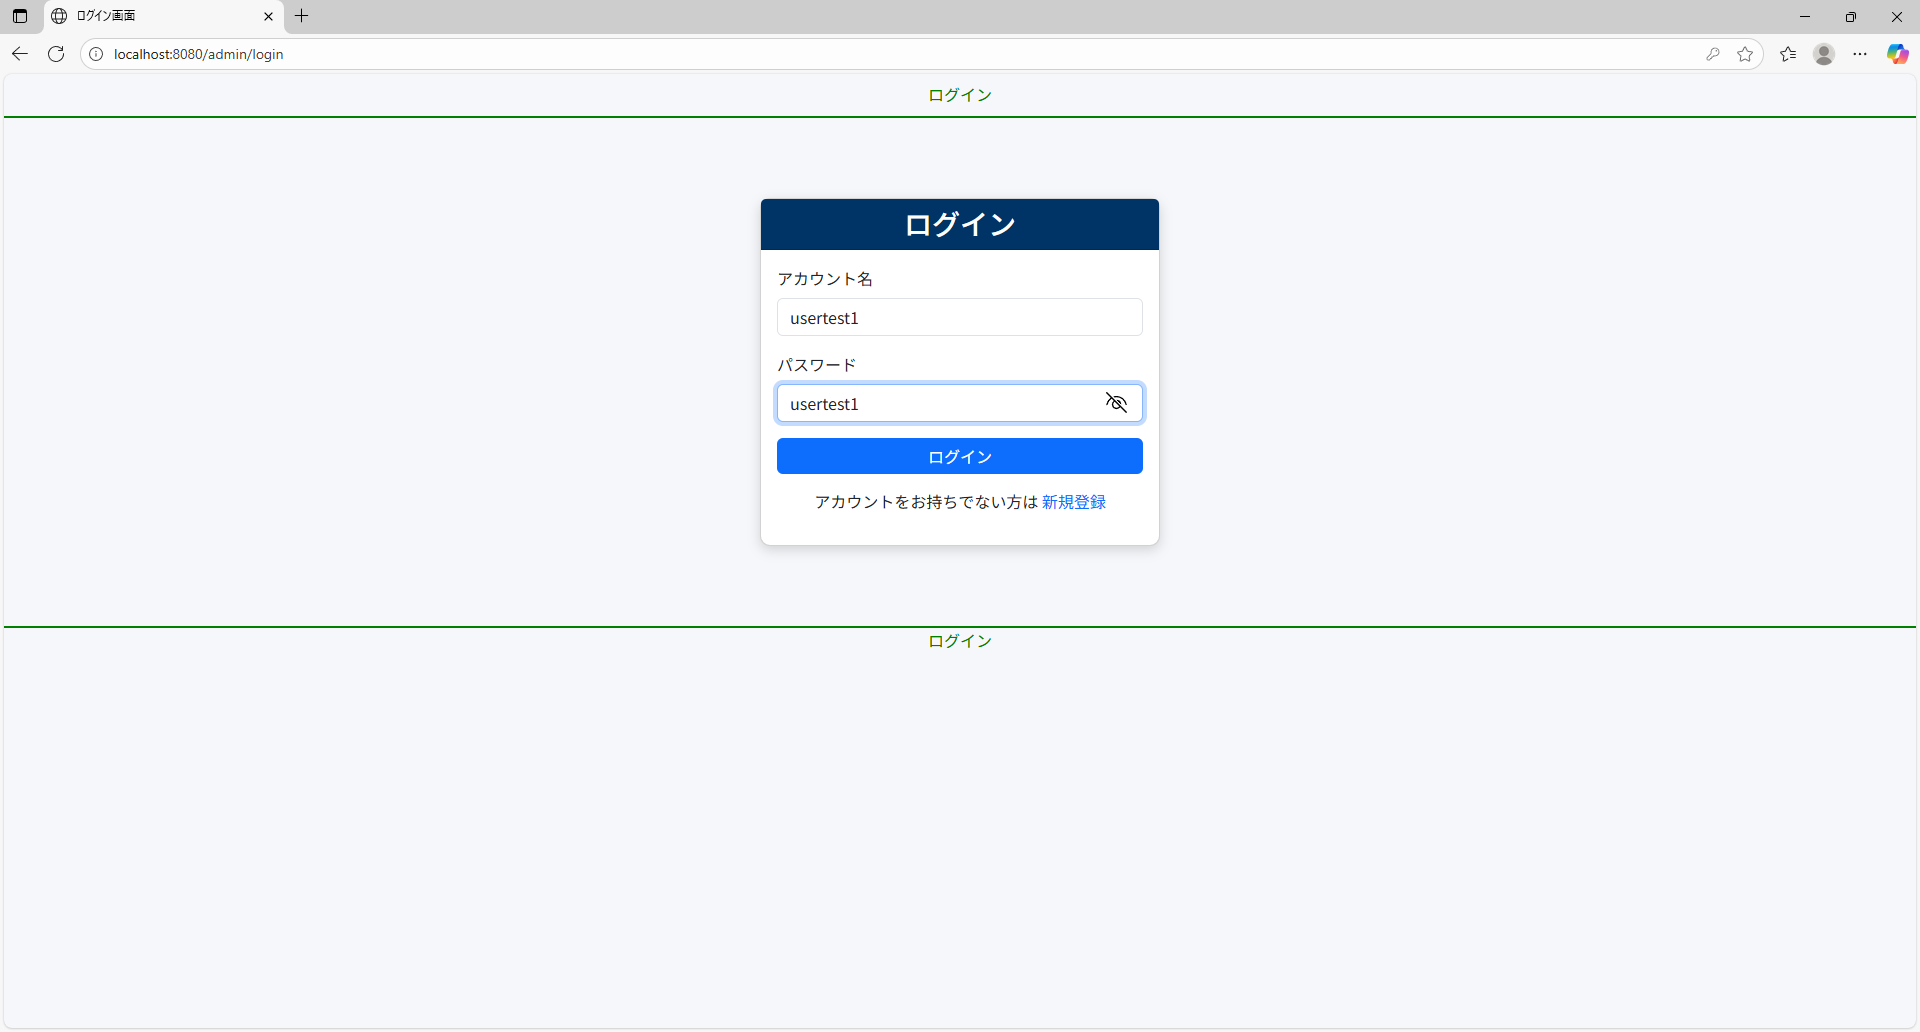 ログイン画面
localhost:8080/admin/login
ログイン
ログイン
アカウント名
usertest1
パスワード
usertest1
ログイン
アカウントをお持ちでない方は 新規登録
ログイン